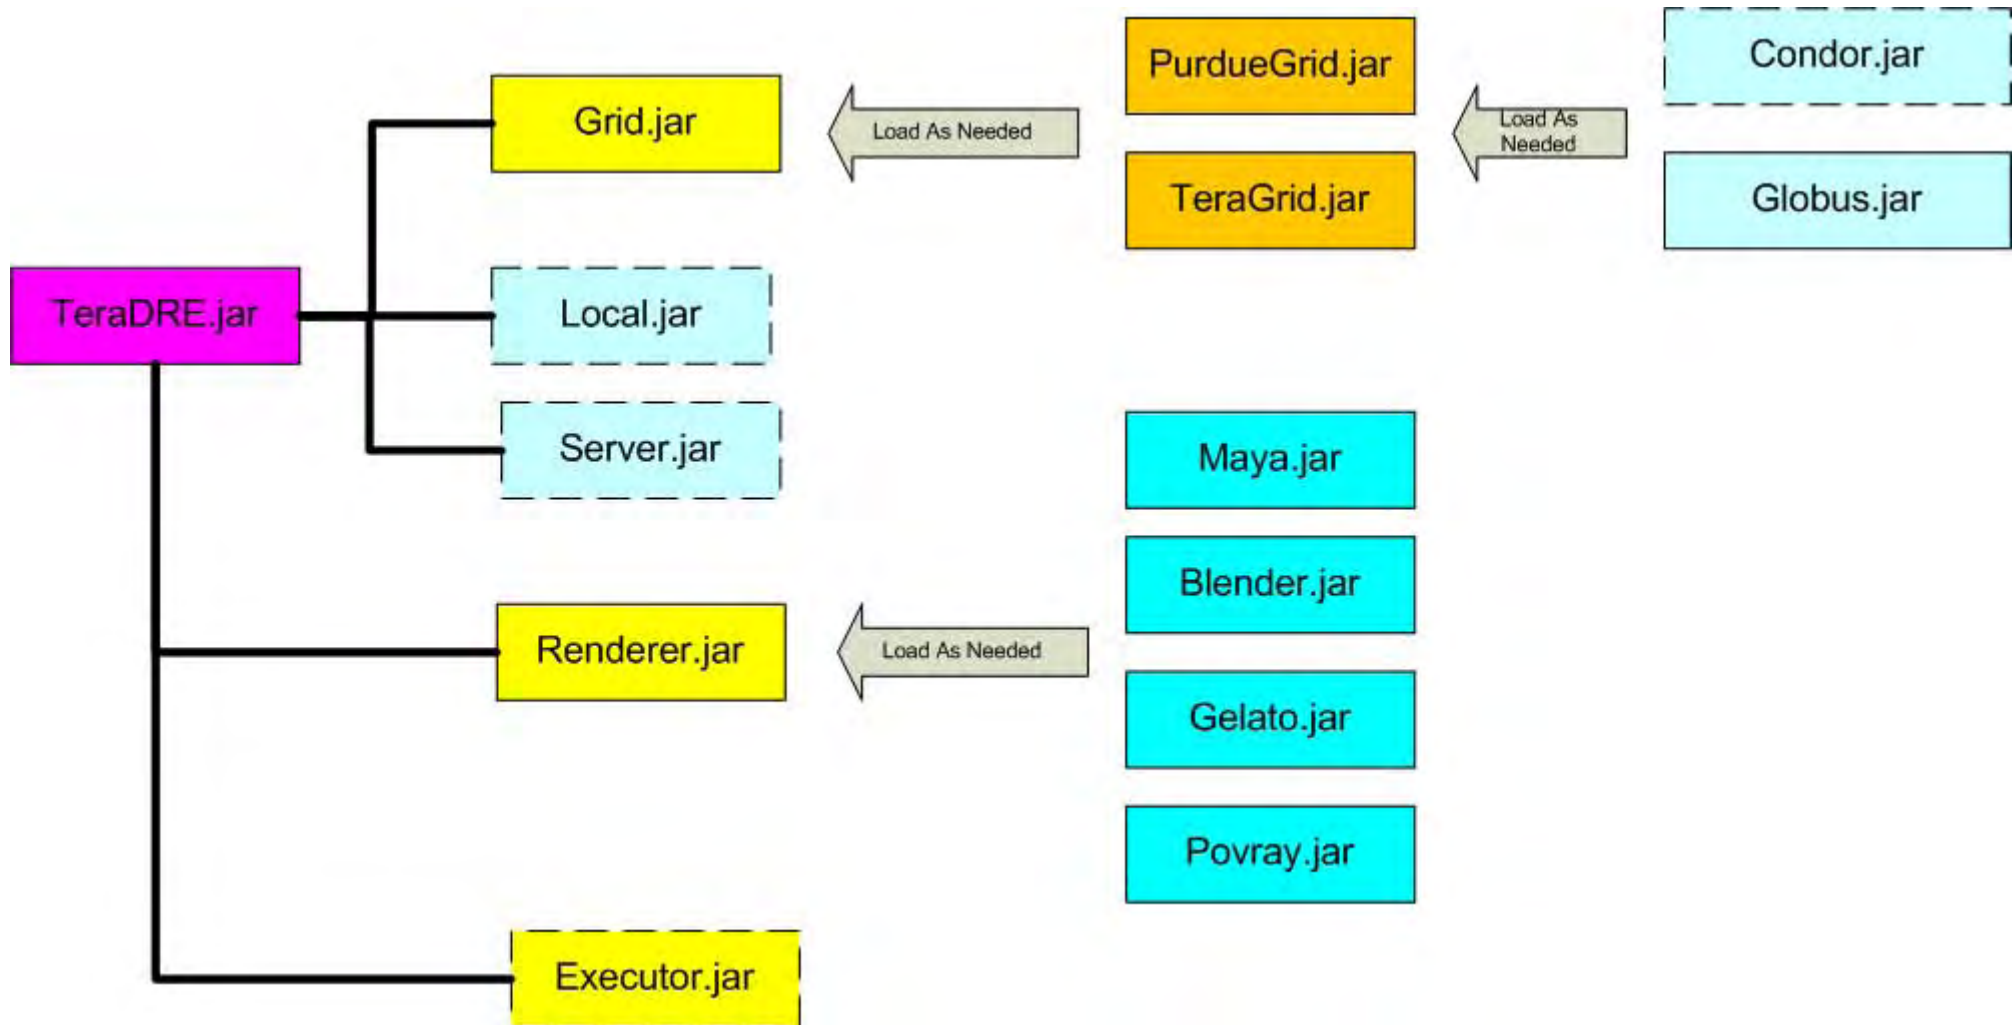 PurdueGrid.jar
Condor.jar
Grid.jar
Load As Needed
Load As
Needed
TeraGrid.jar
Globus.jar
TeraDRE.jar
Local.jar
Server.jar
Maya.jar
Blender.jar
Renderer.jar
Load As Needed
Gelato.jar
Povray.jar
Executor.jar